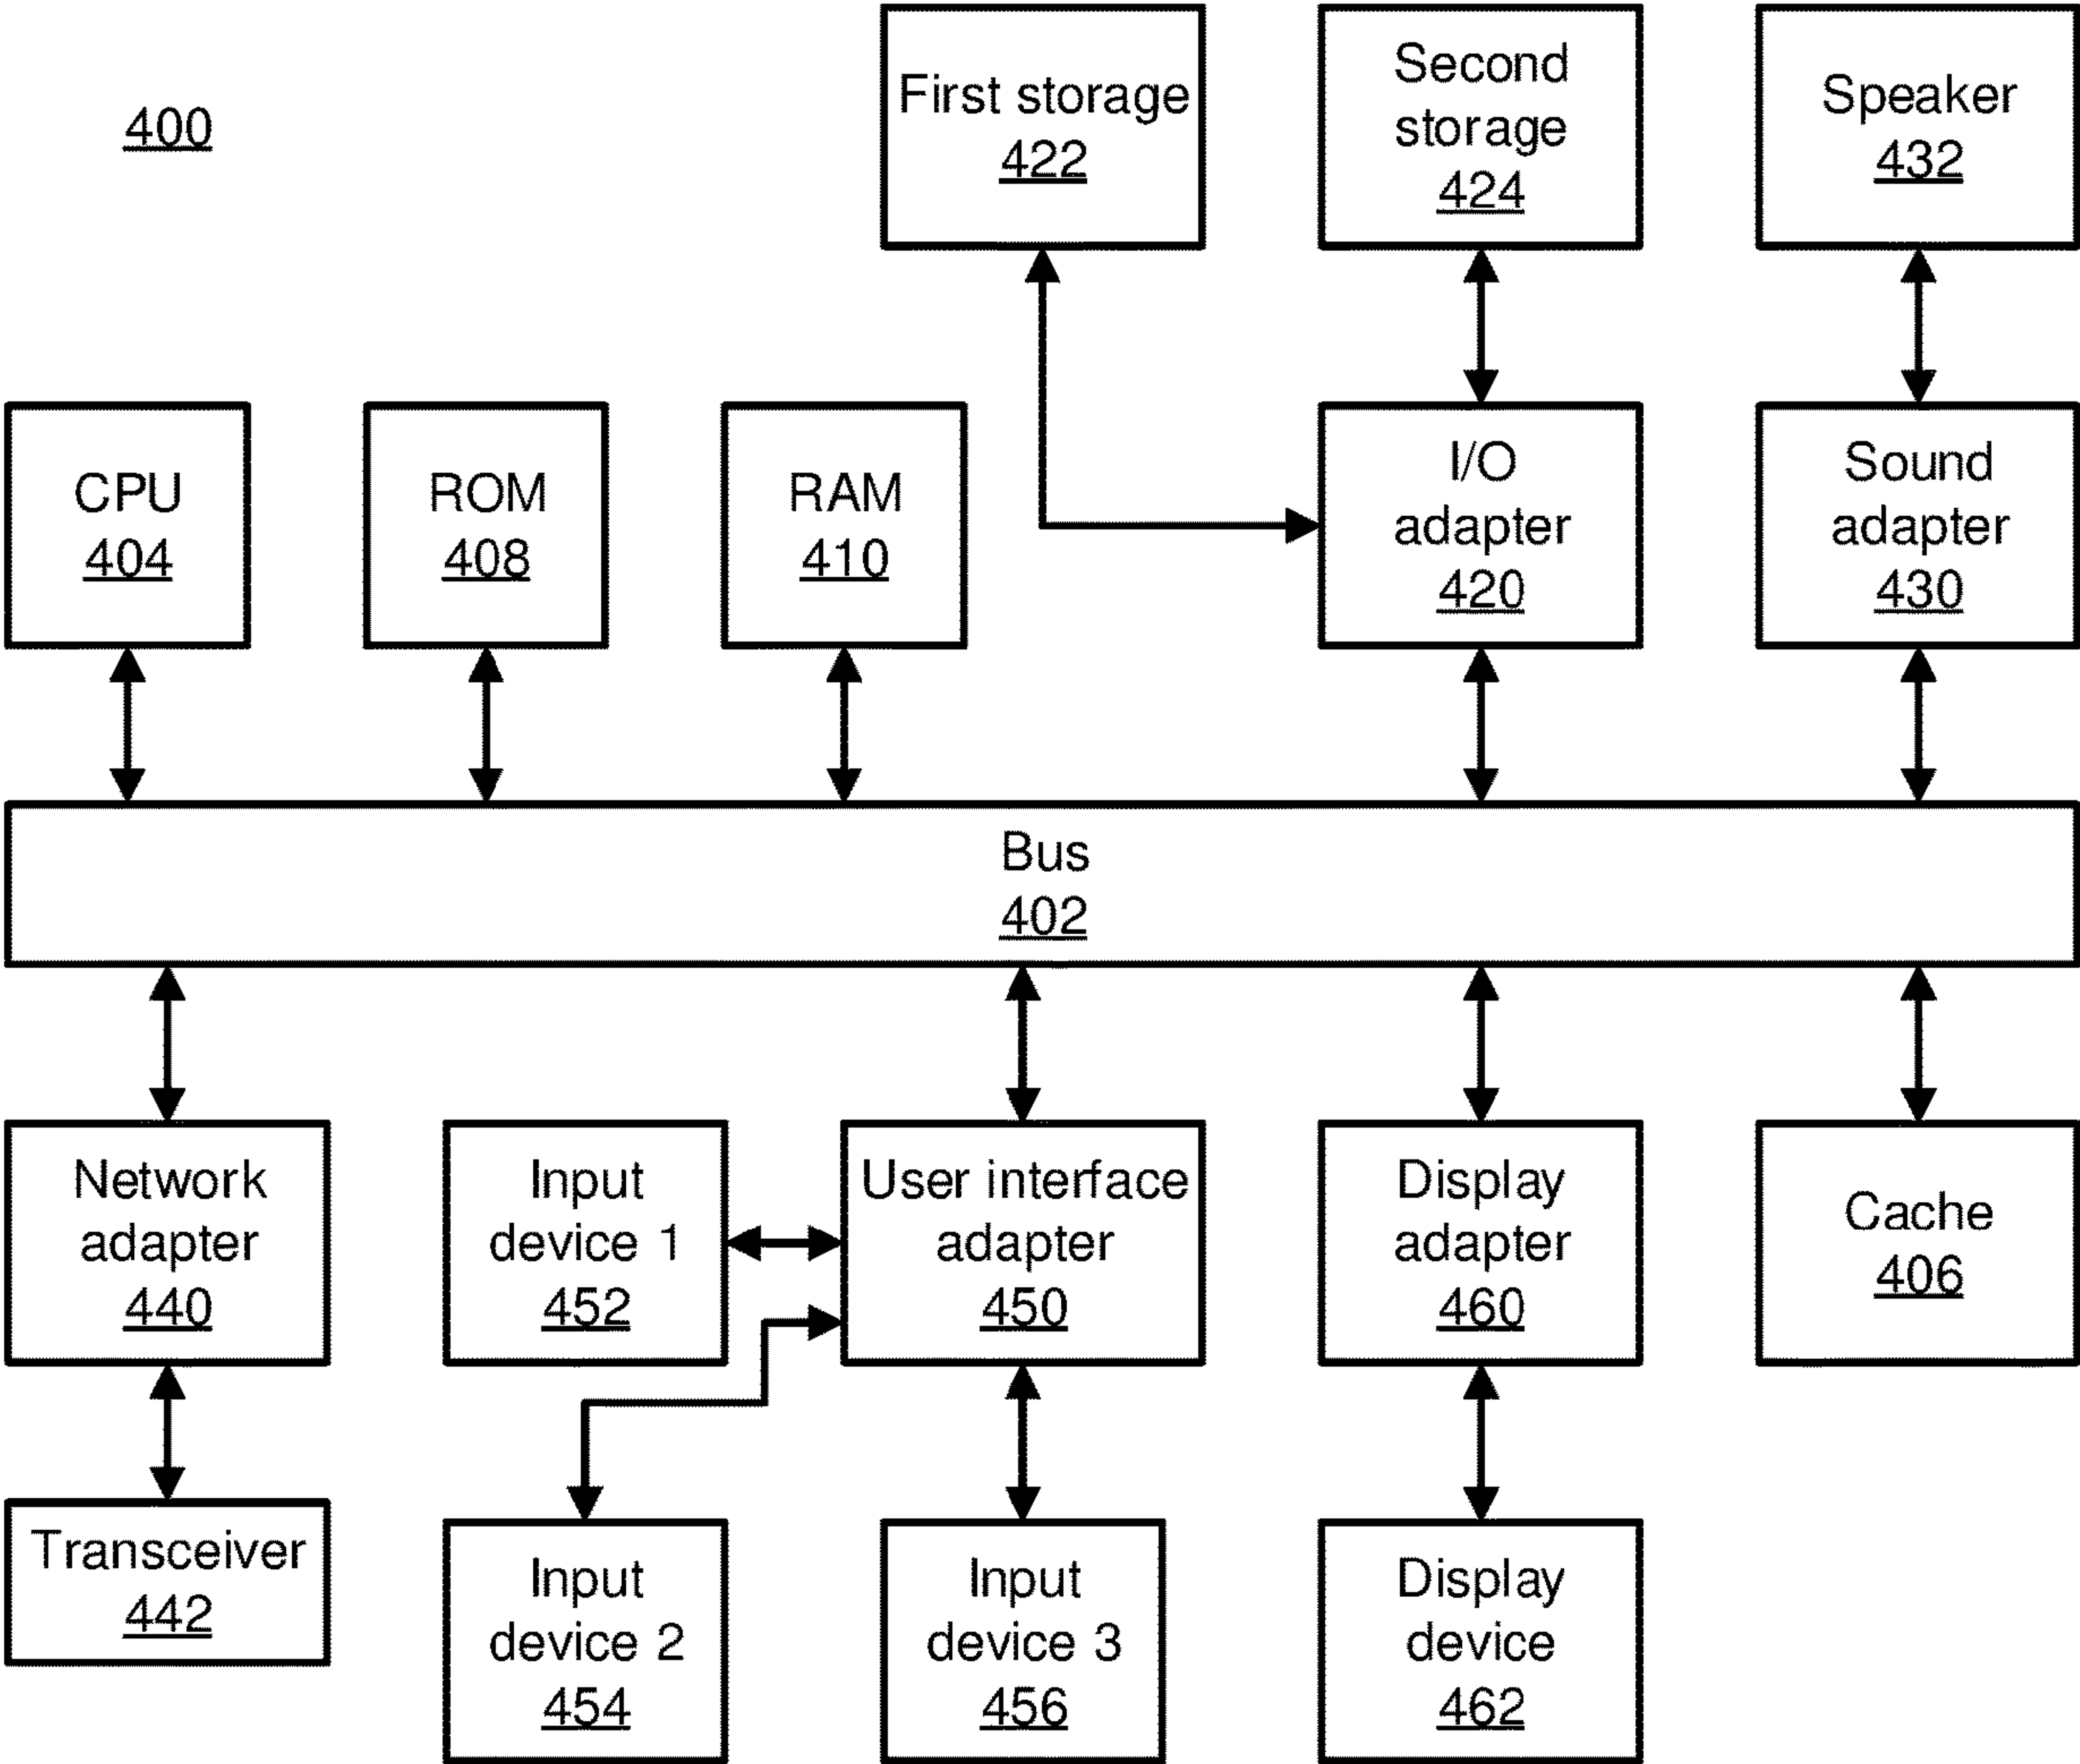 400
First storage
422
Second
storage
424
Speaker
432
CPU
404
ROM
408
RAM
410
I/O
adapter
420
Sound
adapter
430
Bus
402
Network
adapter
440
Input
device 1
452
User interface
adapter
450
Display
adapter
460
Cache
406
Transceiver
442
Input
device 2
454
Input
device 3
456
Display
device
462